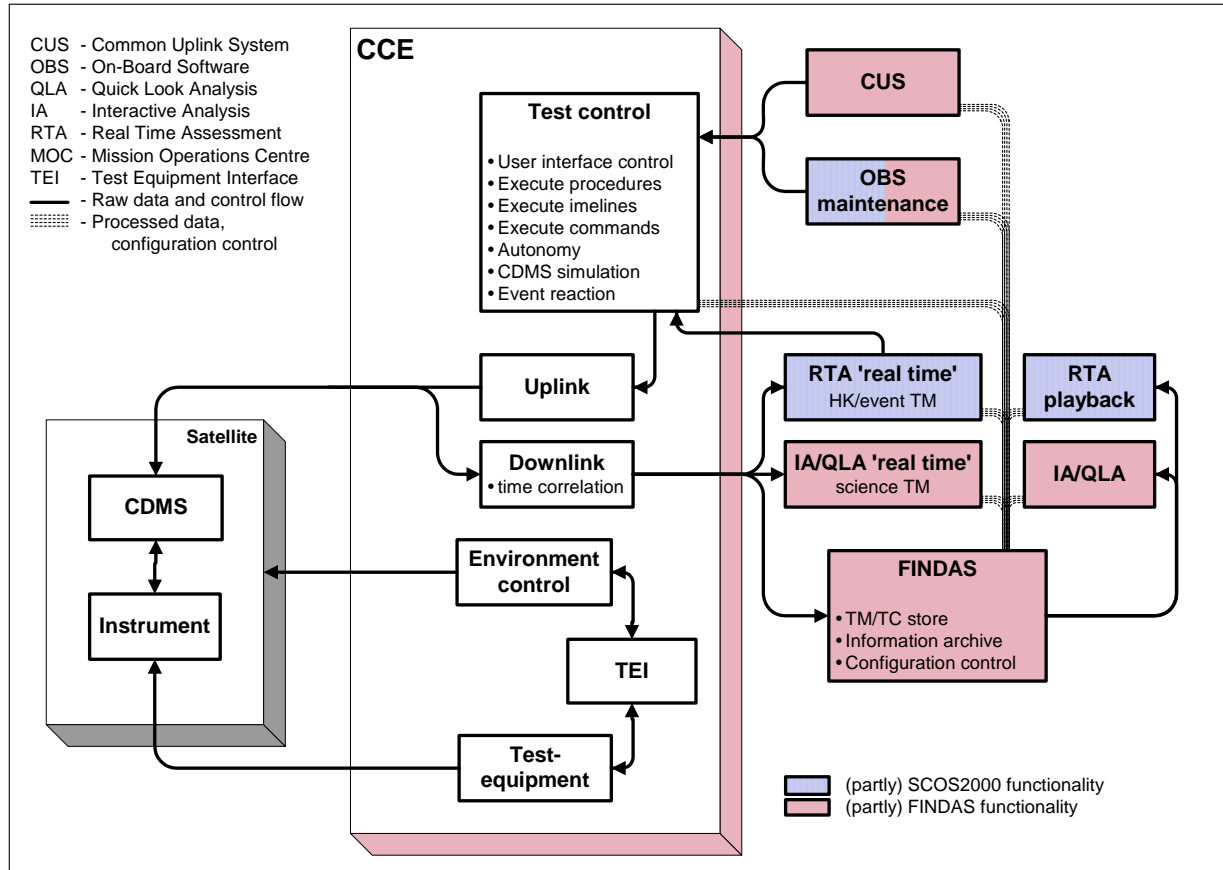 CUS - Common Uplink System
OBS - On-Board Software
QLA - Quick Look Analysis
IA - Interactive Analysis
RTA - Real Time Assessment
MOC - Mission Operations Centre
TEI - Test Equipment Interface
- Raw data and control flow
- Processed data,
configuration control
CCE
Test control
• User interface control
• Execute procedures
• Execute imelines
• Execute commands
• Autonomy
• CDMS simulation
• Event reaction
CUS
OBS
maintenance
Uplink
Downlink
• time correlation
RTA 'real time'
HK/event TM
RTA
playback
IA/QLA 'real time'
science TM
IA/QLA
Satellite
CDMS
Instrument
Environment
control
TEI
Test-
equipment
FINDAS
• TM/TC store
• Information archive
• Configuration control
(partly) SCOS2000 functionality
(partly) FINDAS functionality